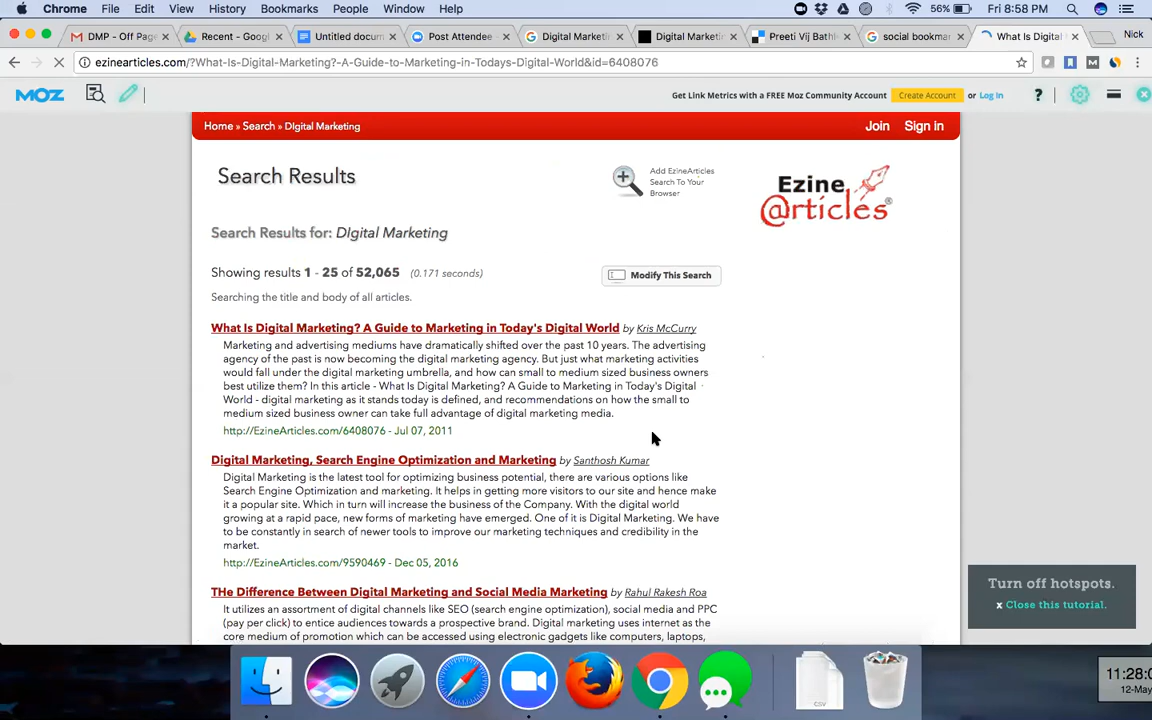 Chrome File Edit View History Bookmarks People Window Help 56% Fri 8:58 PM
DMP - Off Page Recent - Googl Untitled docum Post Attendee Digital Marketin Digital Marketin Preeti Vij Bathl social bookmar What Is Digital Nick
ezinearticles.com/?What-Is-Digital-Marketing?-A-Guide-to-Marketing-in-Todays-Digital-World&id=6408076
MOZ Get Link Metrics with a FREE Moz Community Account Create Account or Log In ?
Home » Search » DIgital Marketing Join Sign in
Search Results
Add EzineArticles
Search To Your
Browser
Ezine
@rticles®
Search Results for: DIgital Marketing
Showing results 1 - 25 of 52,065 (0.171 seconds)
Modify This Search
Searching the title and body of all articles.
What Is Digital Marketing? A Guide to Marketing in Today's Digital World by Kris McCurry
Marketing and advertising mediums have dramatically shifted over the past 10 years. The advertising
agency of the past is now becoming the digital marketing agency. But just what marketing activities
would fall under the digital marketing umbrella, and how can small to medium sized business owners
best utilize them? In this article - What Is Digital Marketing? A Guide to Marketing in Today's Digital
World - digital marketing as it stands today is defined, and recommendations on how the small to
medium sized business owner can take full advantage of digital marketing media.
http://EzineArticles.com/6408076 - Jul 07, 2011
Digital Marketing, Search Engine Optimization and Marketing by Santhosh Kumar
Digital Marketing is the latest tool for optimizing business potential, there are various options like
Search Engine Optimization and marketing. It helps in getting more visitors to our site and hence make
it a popular site. Which in turn will increase the business of the Company. With the digital world
growing at a rapid pace, new forms of marketing have emerged. One of it is Digital Marketing. We have
to be constantly in search of newer tools to improve our marketing techniques and credibility in the
market.
http://EzineArticles.com/9590469 - Dec 05, 2016
THe Difference Between Digital Marketing and Social Media Marketing by Rahul Rakesh Roa
It utilizes an assortment of digital channels like SEO (search engine optimization), social media and PPC
(pay per click) to entice audiences towards a prospective brand. Digital marketing uses internet as the
core medium of promotion which can be accessed using electronic gadgets like computers, laptops,
Turn off hotspots.
x Close this tutorial.
CSV
11:28:0
12-May